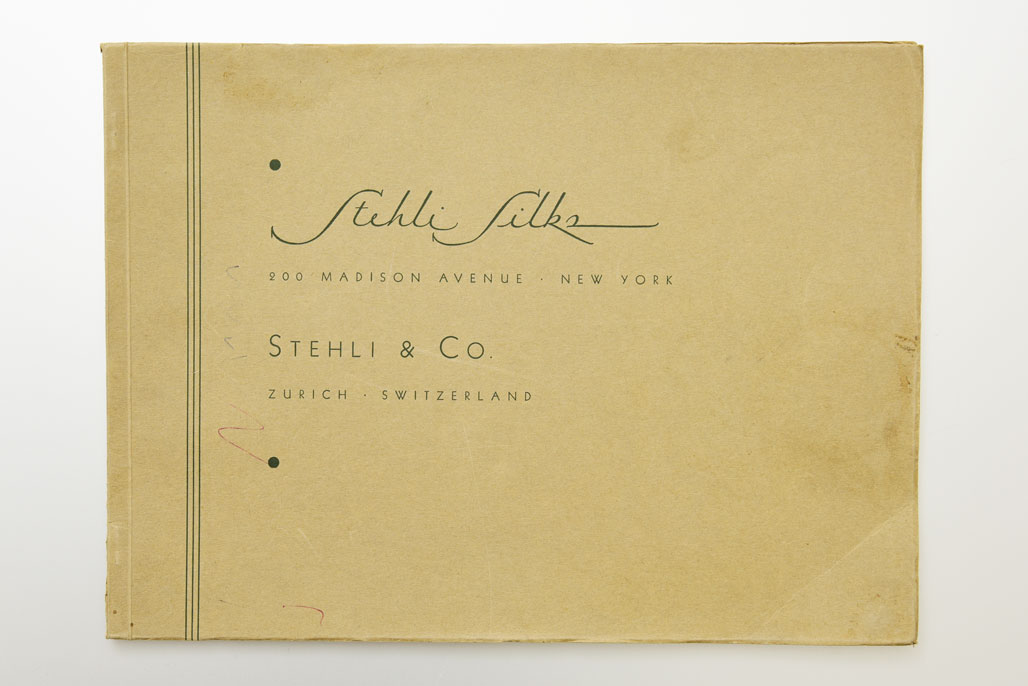 Stehli Silks
200 MADISON AVENUE · NEW YORK
STEHLI & CO.
ZURICH · SWITZERLAND